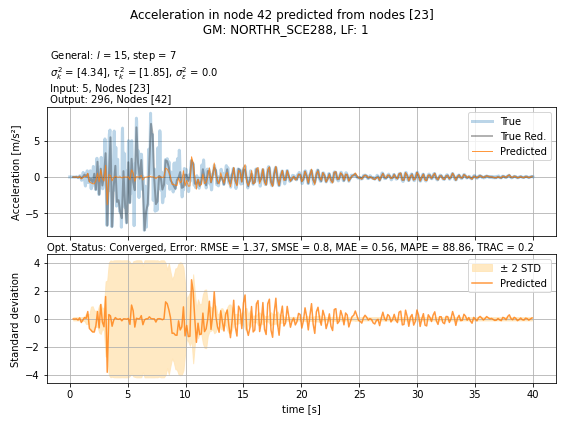 Acceleration in node 42 predicted from nodes [23]
GM: NORTHR_SCE288, LF: 1
General: l = 15, step = 7
σ²ₖ = [4.34], τ²ₖ = [1.85], σ²ε = 0.0
Input: 5, Nodes [23]
Output: 296, Nodes [42]
True
True Red.
Predicted
Acceleration [m/s²]
5
0
−5
Opt. Status: Converged, Error: RMSE = 1.37, SMSE = 0.8, MAE = 0.56, MAPE = 88.86, TRAC = 0.2
± 2 STD
Predicted
Standard deviation
4
2
0
−2
−4
0 5 10 15 20 25 30 35 40
time [s]